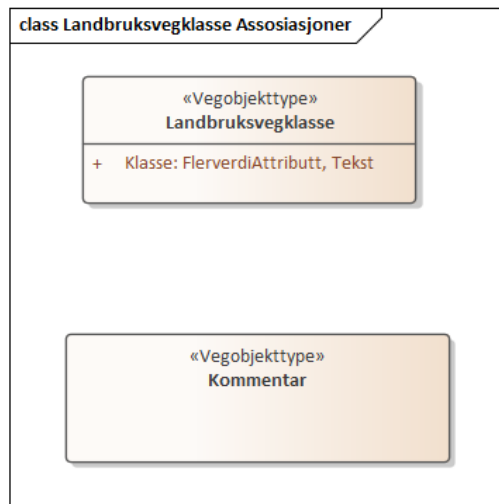 class Landbruksvegklasse Assosiasjoner
«Vegobjekttype»
Landbruksvegklasse
+ Klasse: FlerverdiAttributt, Tekst
«Vegobjekttype»
Kommentar